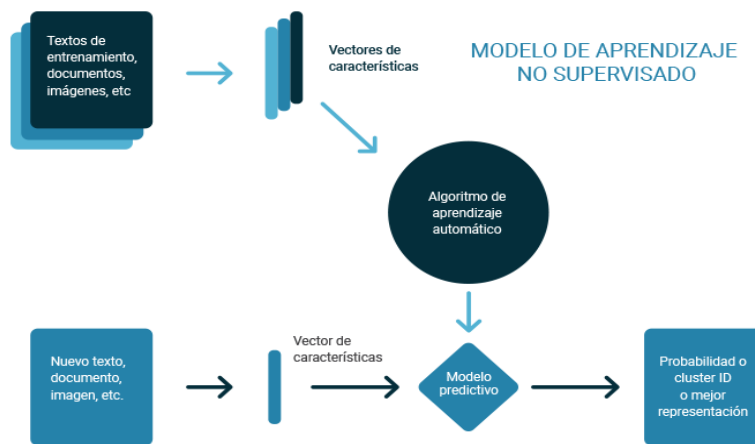 Textos de
entrenamiento,
documentos,
imágenes, etc
Vectores de
características
MODELO DE APRENDIZAJE
NO SUPERVISADO
Algoritmo de
aprendizaje
automático
Nuevo texto,
documento,
imagen, etc.
Vector de
características
Modelo
predictivo
Probabilidad o
cluster ID
o mejor
representación